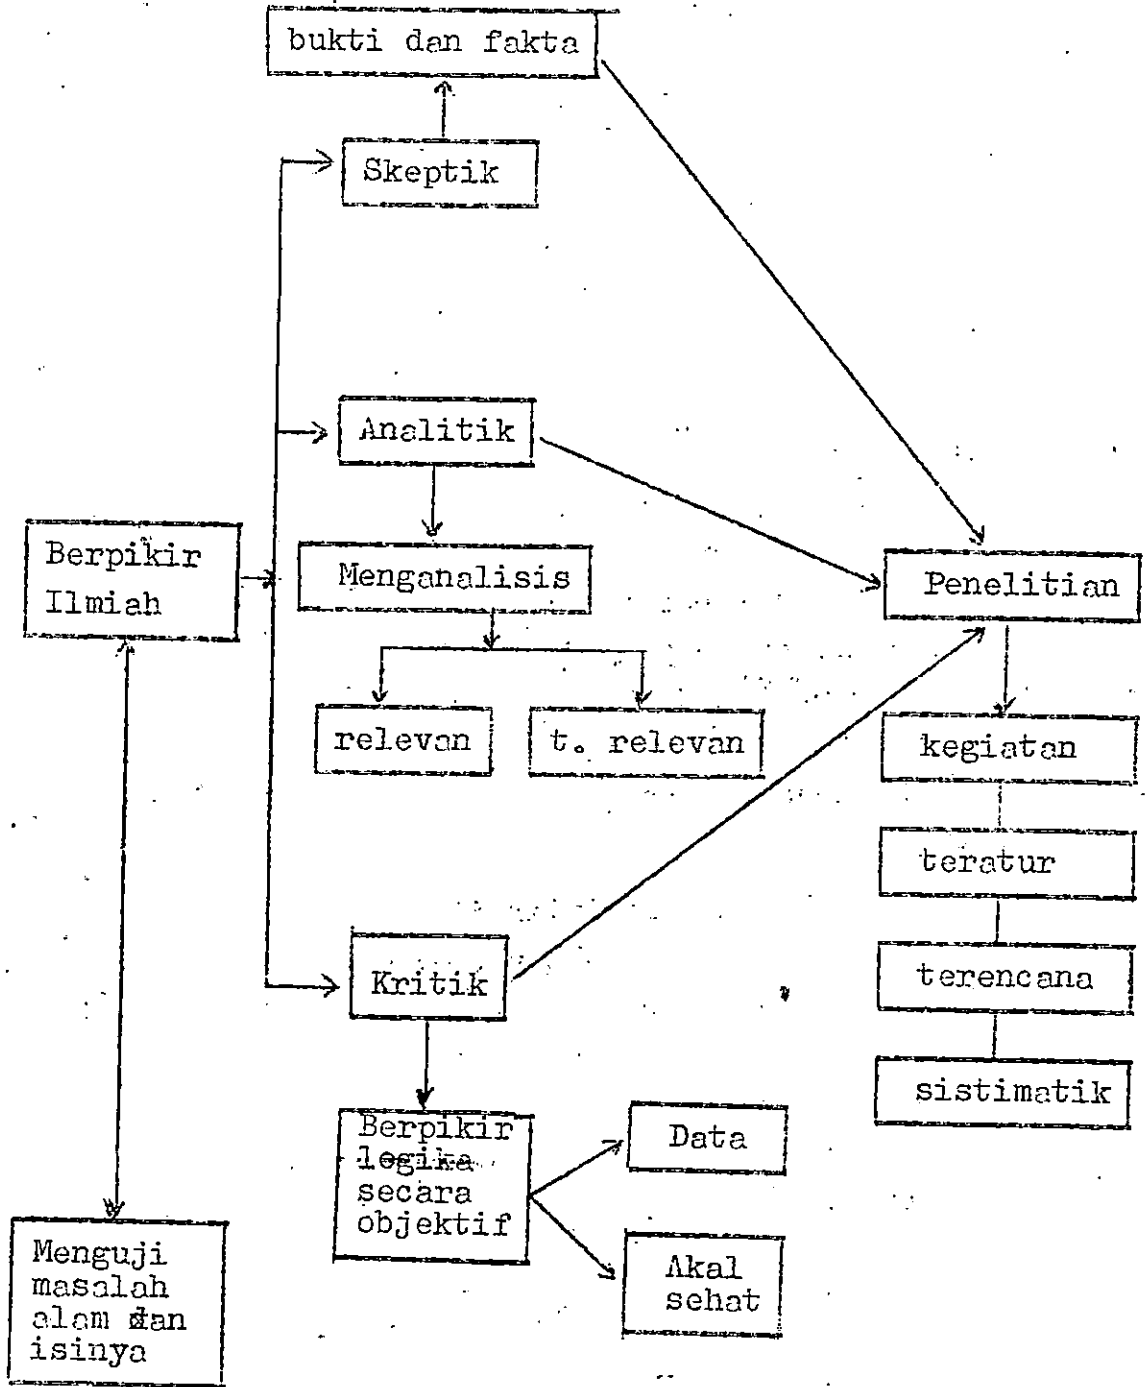 bukti dan fakta
Skeptik
Analitik
Berpikir
Ilmiah
Menganalisis
Penelitian
relevan
t. relevan
kegiatan
teratur
Kritik
terencana
sistimatik
Berpikir
logika
secara
objektif
Data
Akal
sehat
Menguji
masalah
alam dan
isinya